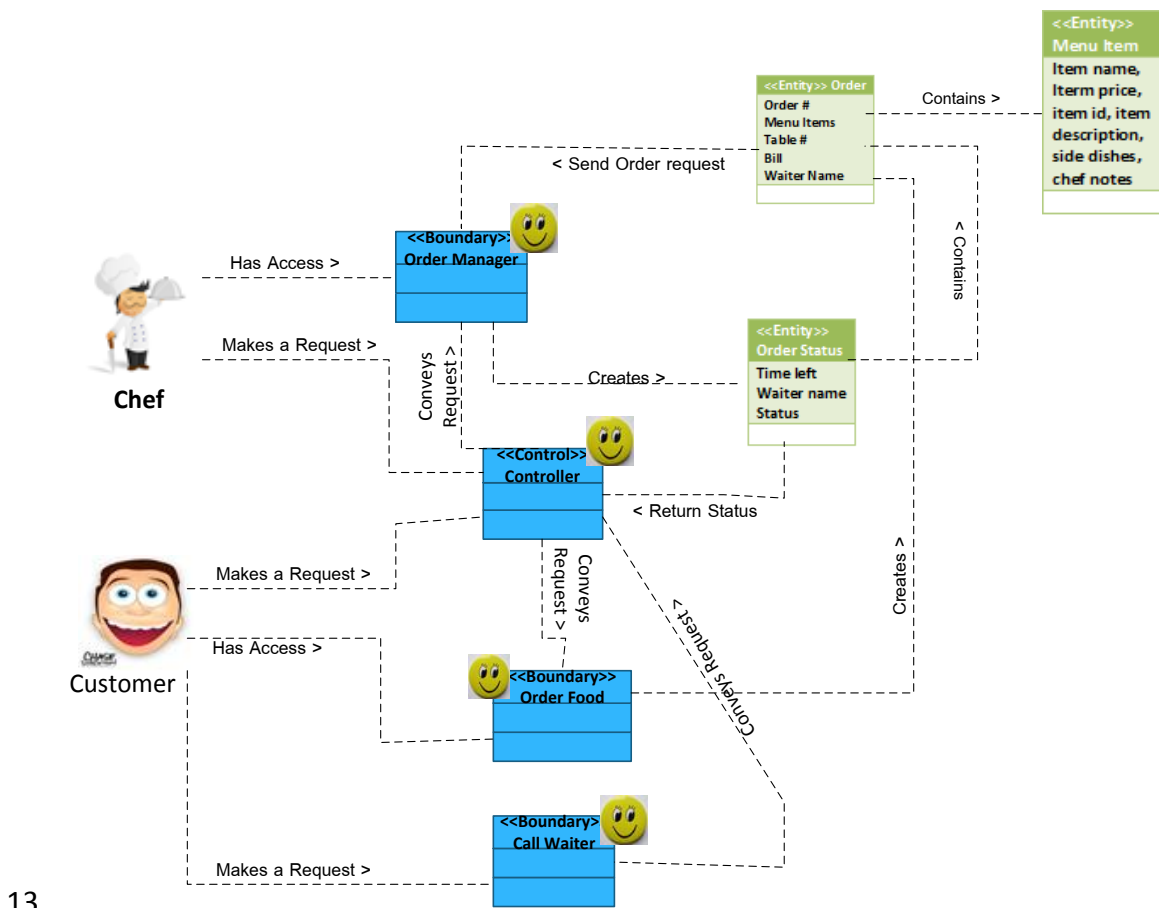 <<Entity>>
Menu Item
Item name,
Iterm price,
item id, item
description,
side dishes,
chef notes
<<Entity>> Order
Order #
Menu Items
Table #
Bill
Waiter Name
Contains >
< Send Order request
<<Boundary>>
Order Manager
Has Access >
Makes a Request >
Chef
Conveys
Request >
Creates >
< Contains
<<Entity>>
Order Status
Time left
Waiter name
Status
<<Control>>
Controller
< Return Status
Makes a Request >
Has Access >
Customer
Conveys
Request >
Conveys Request >
Creates >
<<Boundary>>
Order Food
<<Boundary>
Call Waiter
Makes a Request >
13